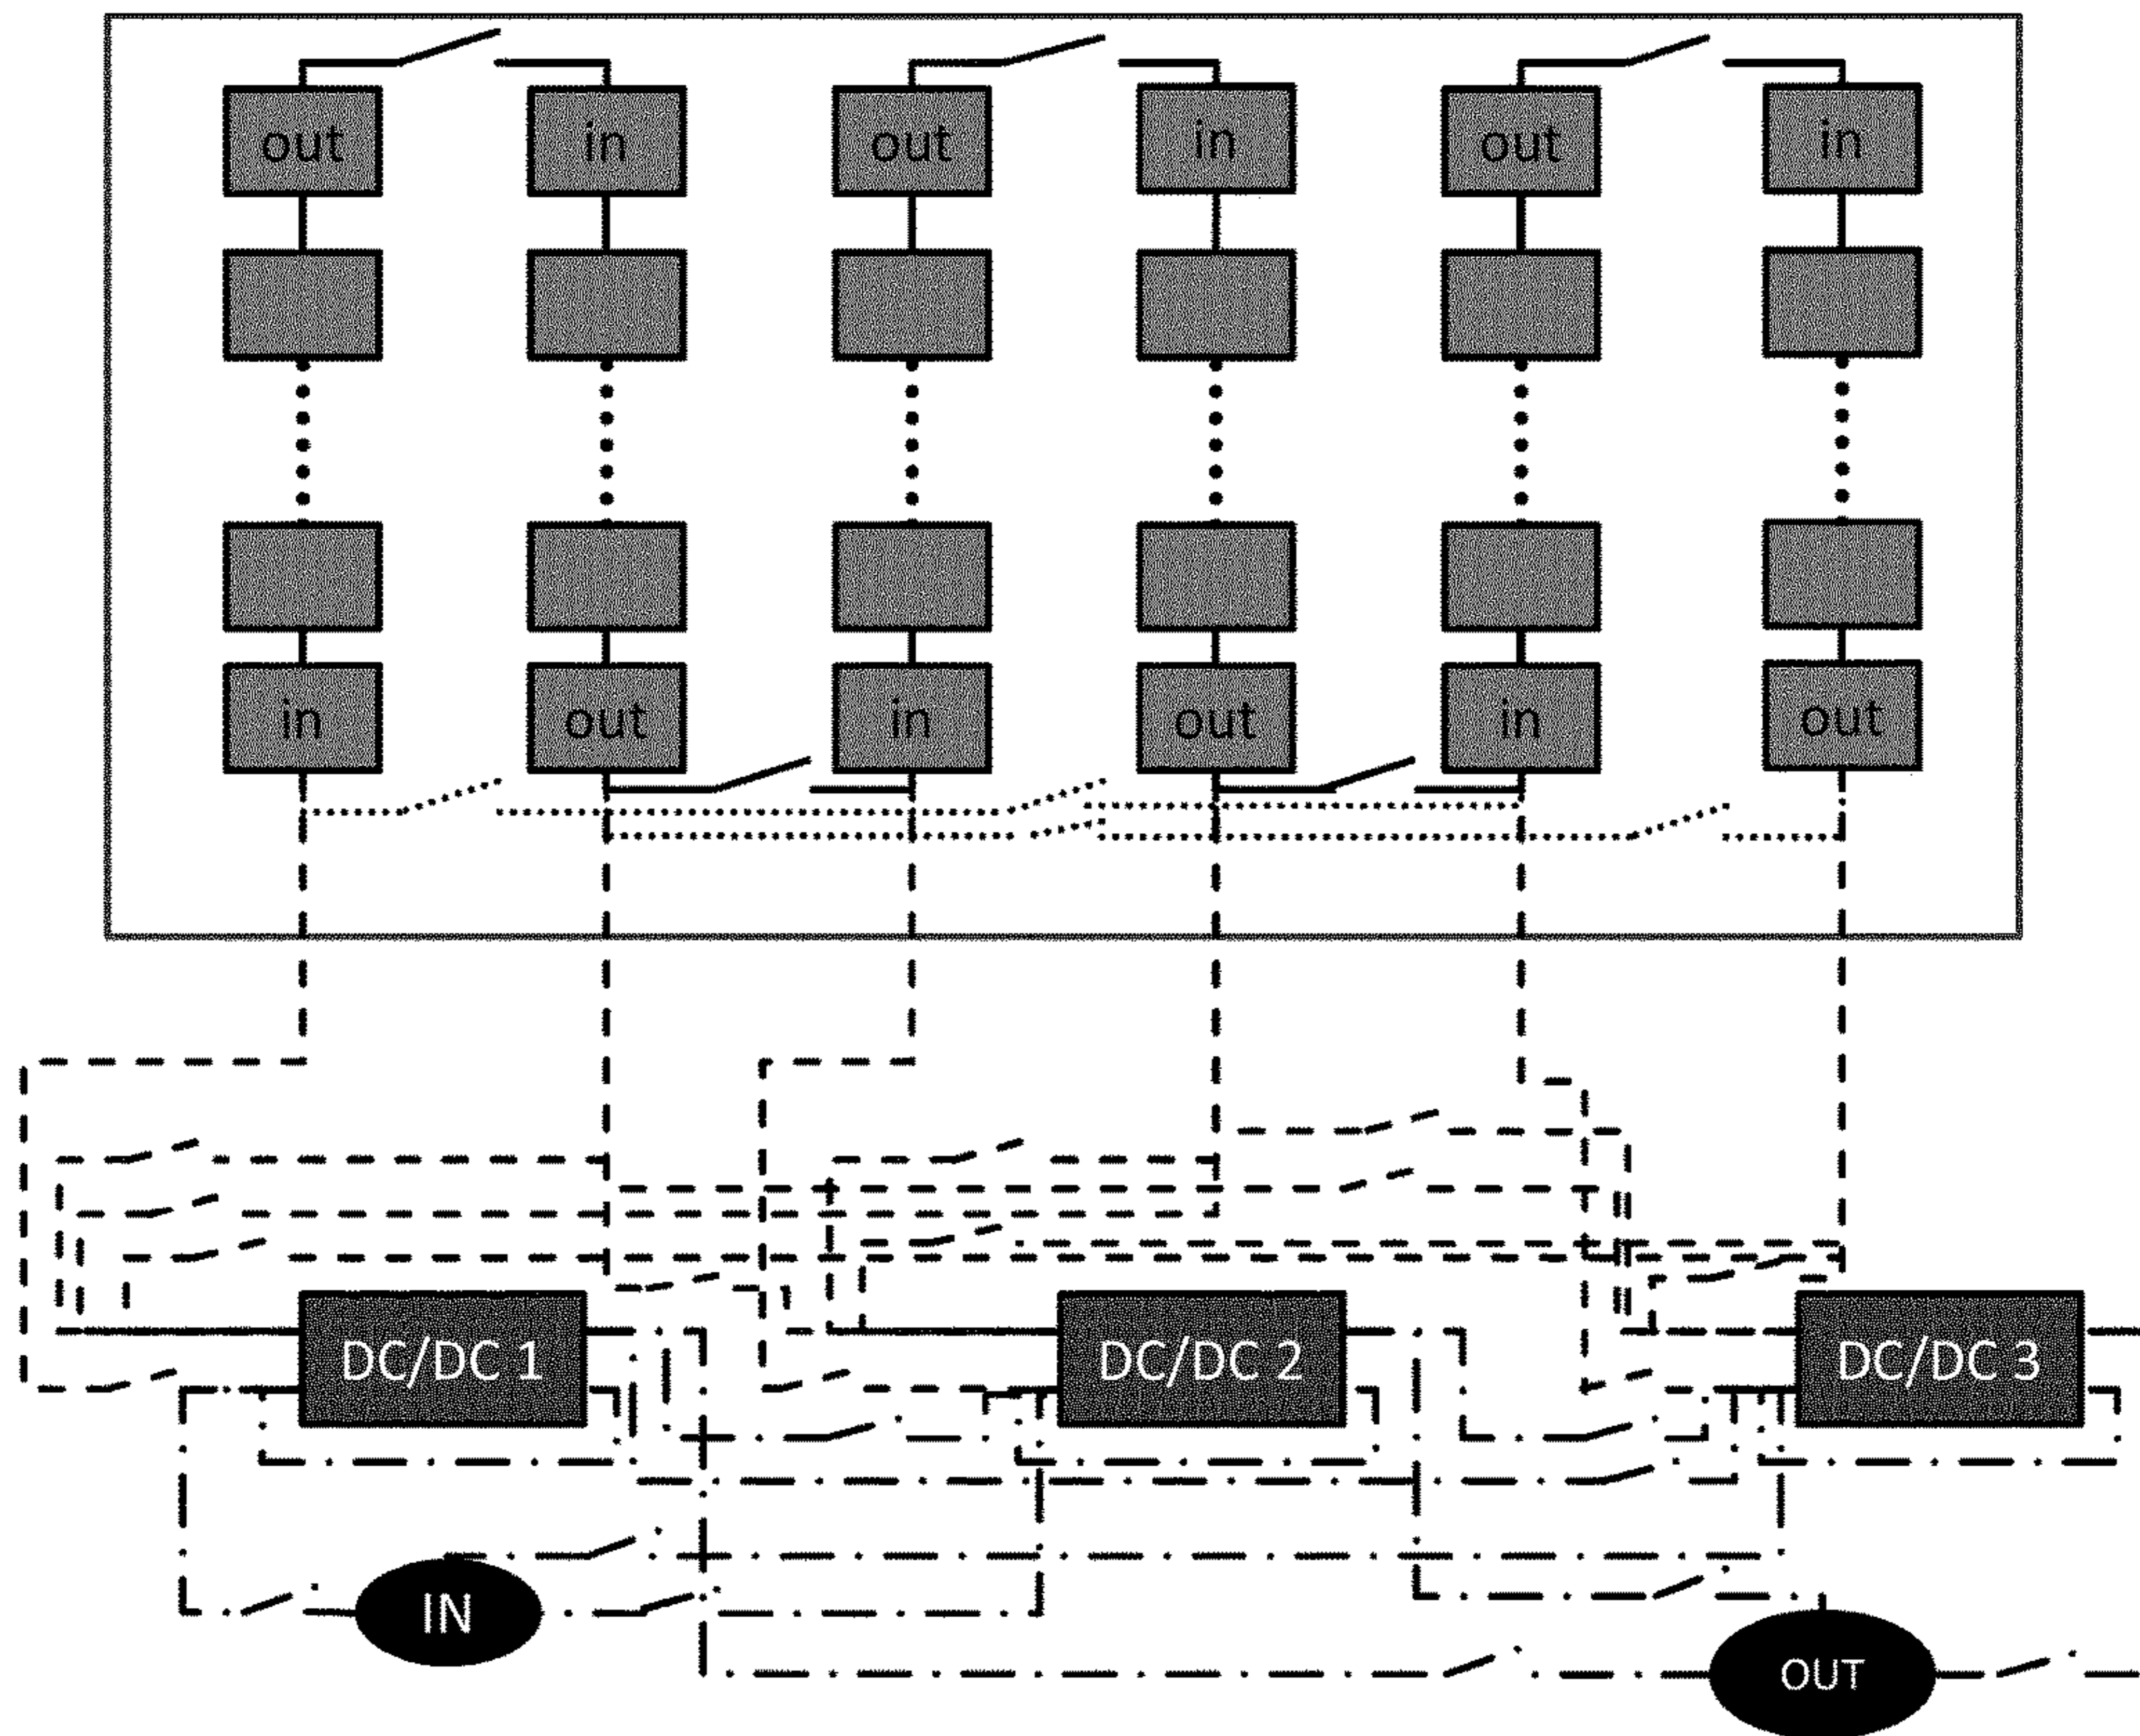 out in out in out in
in out in out in out
DC/DC 1 DC/DC 2 DC/DC 3
IN
OUT